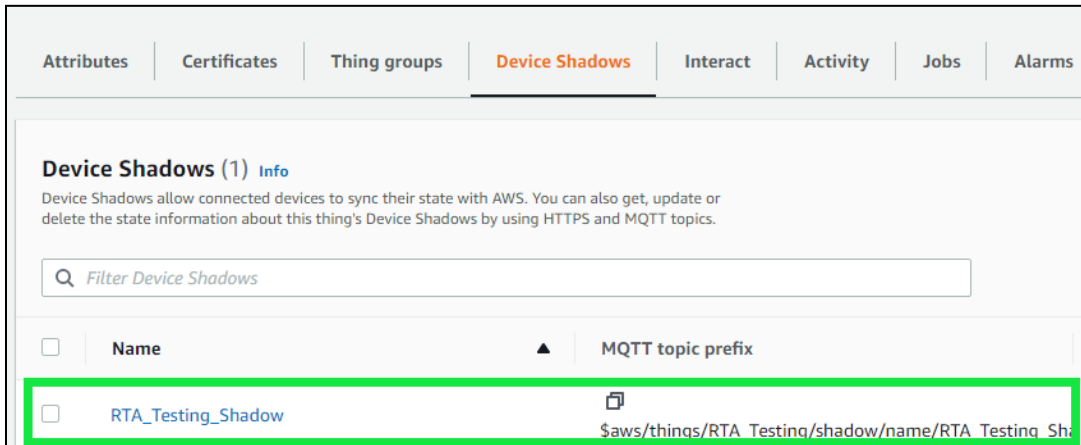 Attributes Certificates Thing groups Device Shadows Interact Activity Jobs Alarms
Device Shadows (1) Info
Device Shadows allow connected devices to sync their state with AWS. You can also get, update or
delete the state information about this thing's Device Shadows by using HTTPS and MQTT topics.
Filter Device Shadows
Name MQTT topic prefix
RTA_Testing_Shadow
$aws/things/RTA_Testing/shadow/name/RTA_Testing_Sha